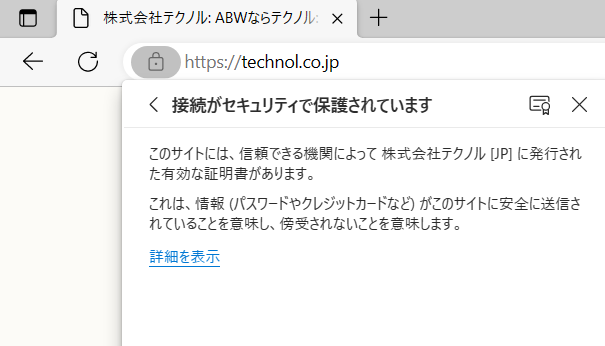 株式会社テクノル: ABWならテクノル:
https://technol.co.jp
接続がセキュリティで保護されています
このサイトには、信頼できる機関によって 株式会社テクノル [JP] に発行され
た有効な証明書があります。
これは、情報 (パスワードやクレジットカードなど) がこのサイトに安全に送信さ
れていることを意味し、傍受されないことを意味します。
詳細を表示